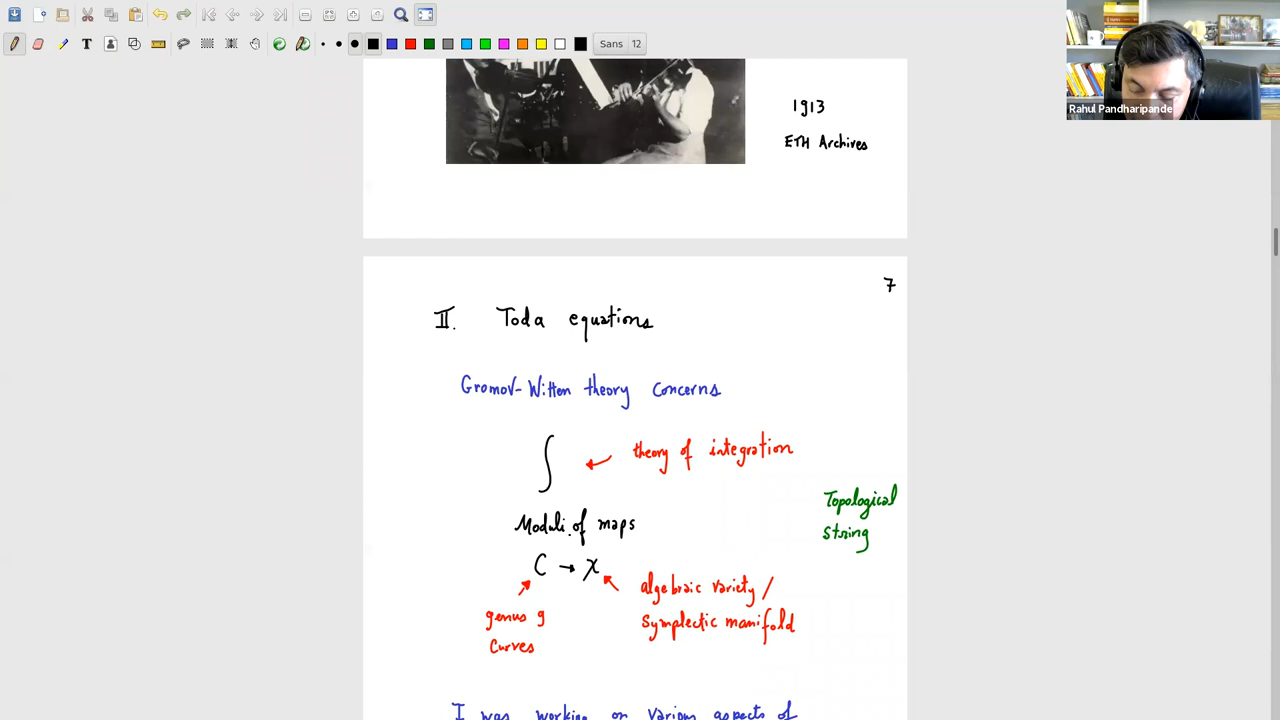 Sans 12
Rahul Pandharipande
1913
ETH Archives
7
II. Toda equations
Gromov-Witten theory concerns
∫ ← theory of integration
Moduli of maps
Topological
string
C → X
algebraic variety /
symplectic manifold
genus g
curves
I was working on various aspects of